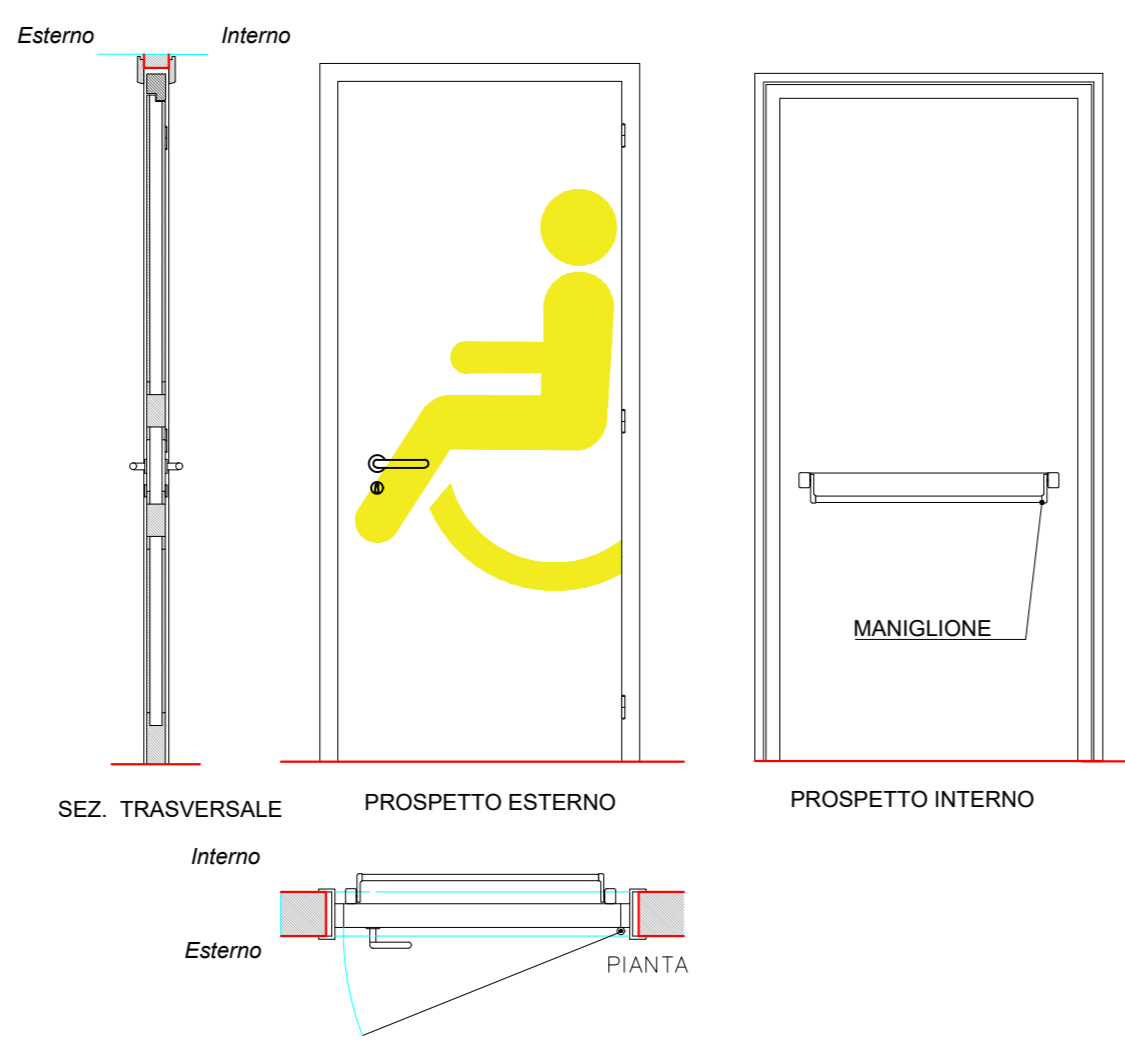 Esterno
Interno
MANIGLIONE
SEZ. TRASVERSALE
PROSPETTO ESTERNO
PROSPETTO INTERNO
Interno
Esterno
PIANTA